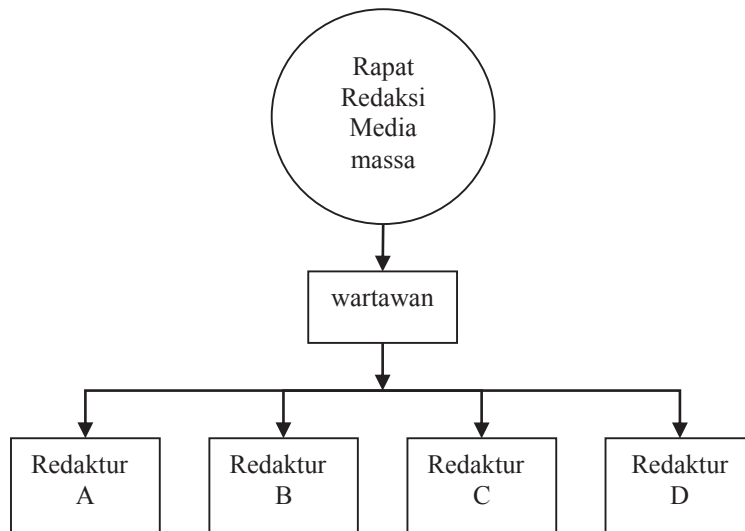 Rapat
Redaksi
Media
massa
wartawan
Redaktur
A
Redaktur
B
Redaktur
C
Redaktur
D